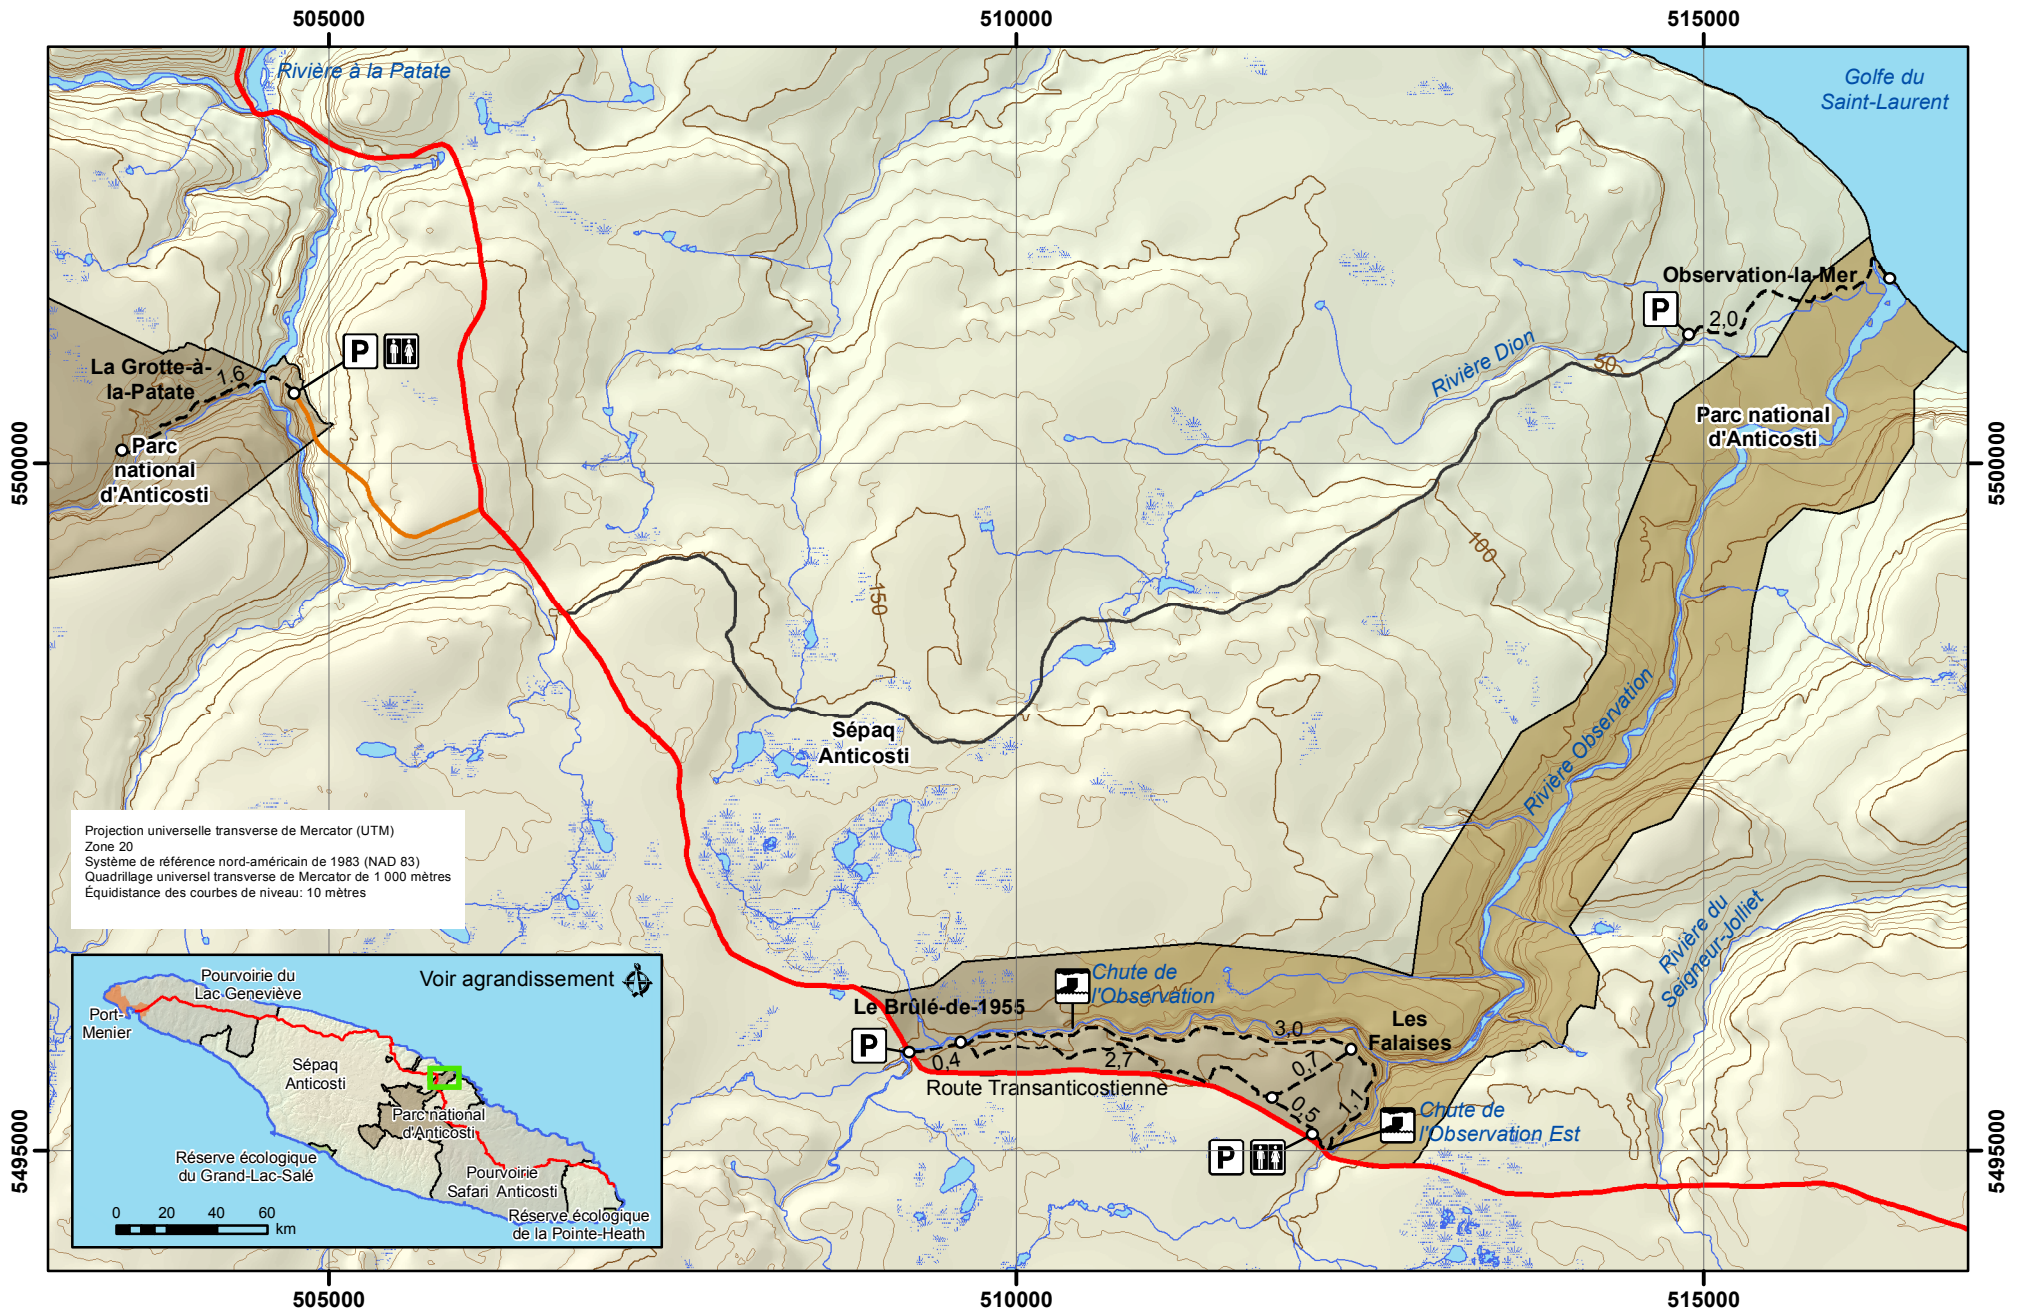 505000
510000
515000
Rivière à la Patate
Golfe du
Saint-Laurent
Observation-la-Mer
P
2,0
50
Rivière Dion
P
La Grotte-à-
la-Patate
1.6
Parc
national
d'Anticosti
Parc national
d'Anticosti
5500000
5500000
100
150
Rivière Observation
Sépaq
Anticosti
Projection universelle transverse de Mercator (UTM)
Zone 20
Système de référence nord-américain de 1983 (NAD 83)
Quadrillage universel transverse de Mercator de 1 000 mètres
Équidistance des courbes de niveau: 10 mètres
Rivière du
Seigneur-Jolliet
Chute de
l'Observation
Le Brûlé-de-1955
P
0,4
2,7
3,0
Les
Falaises
0,7
0,5
1,1
Route Transanticostienne
Chute de
l'Observation Est
P
5495000
5495000
Voir agrandissement
Pourvoirie du
Lac Geneviève
Port-
Menier
Sépaq
Anticosti
Parc national
d'Anticosti
Réserve écologique
du Grand-Lac-Salé
Pourvoirie
Safari Anticosti
Réserve écologique
de la Pointe-Heath
0 20 40 60
km
505000
510000
515000